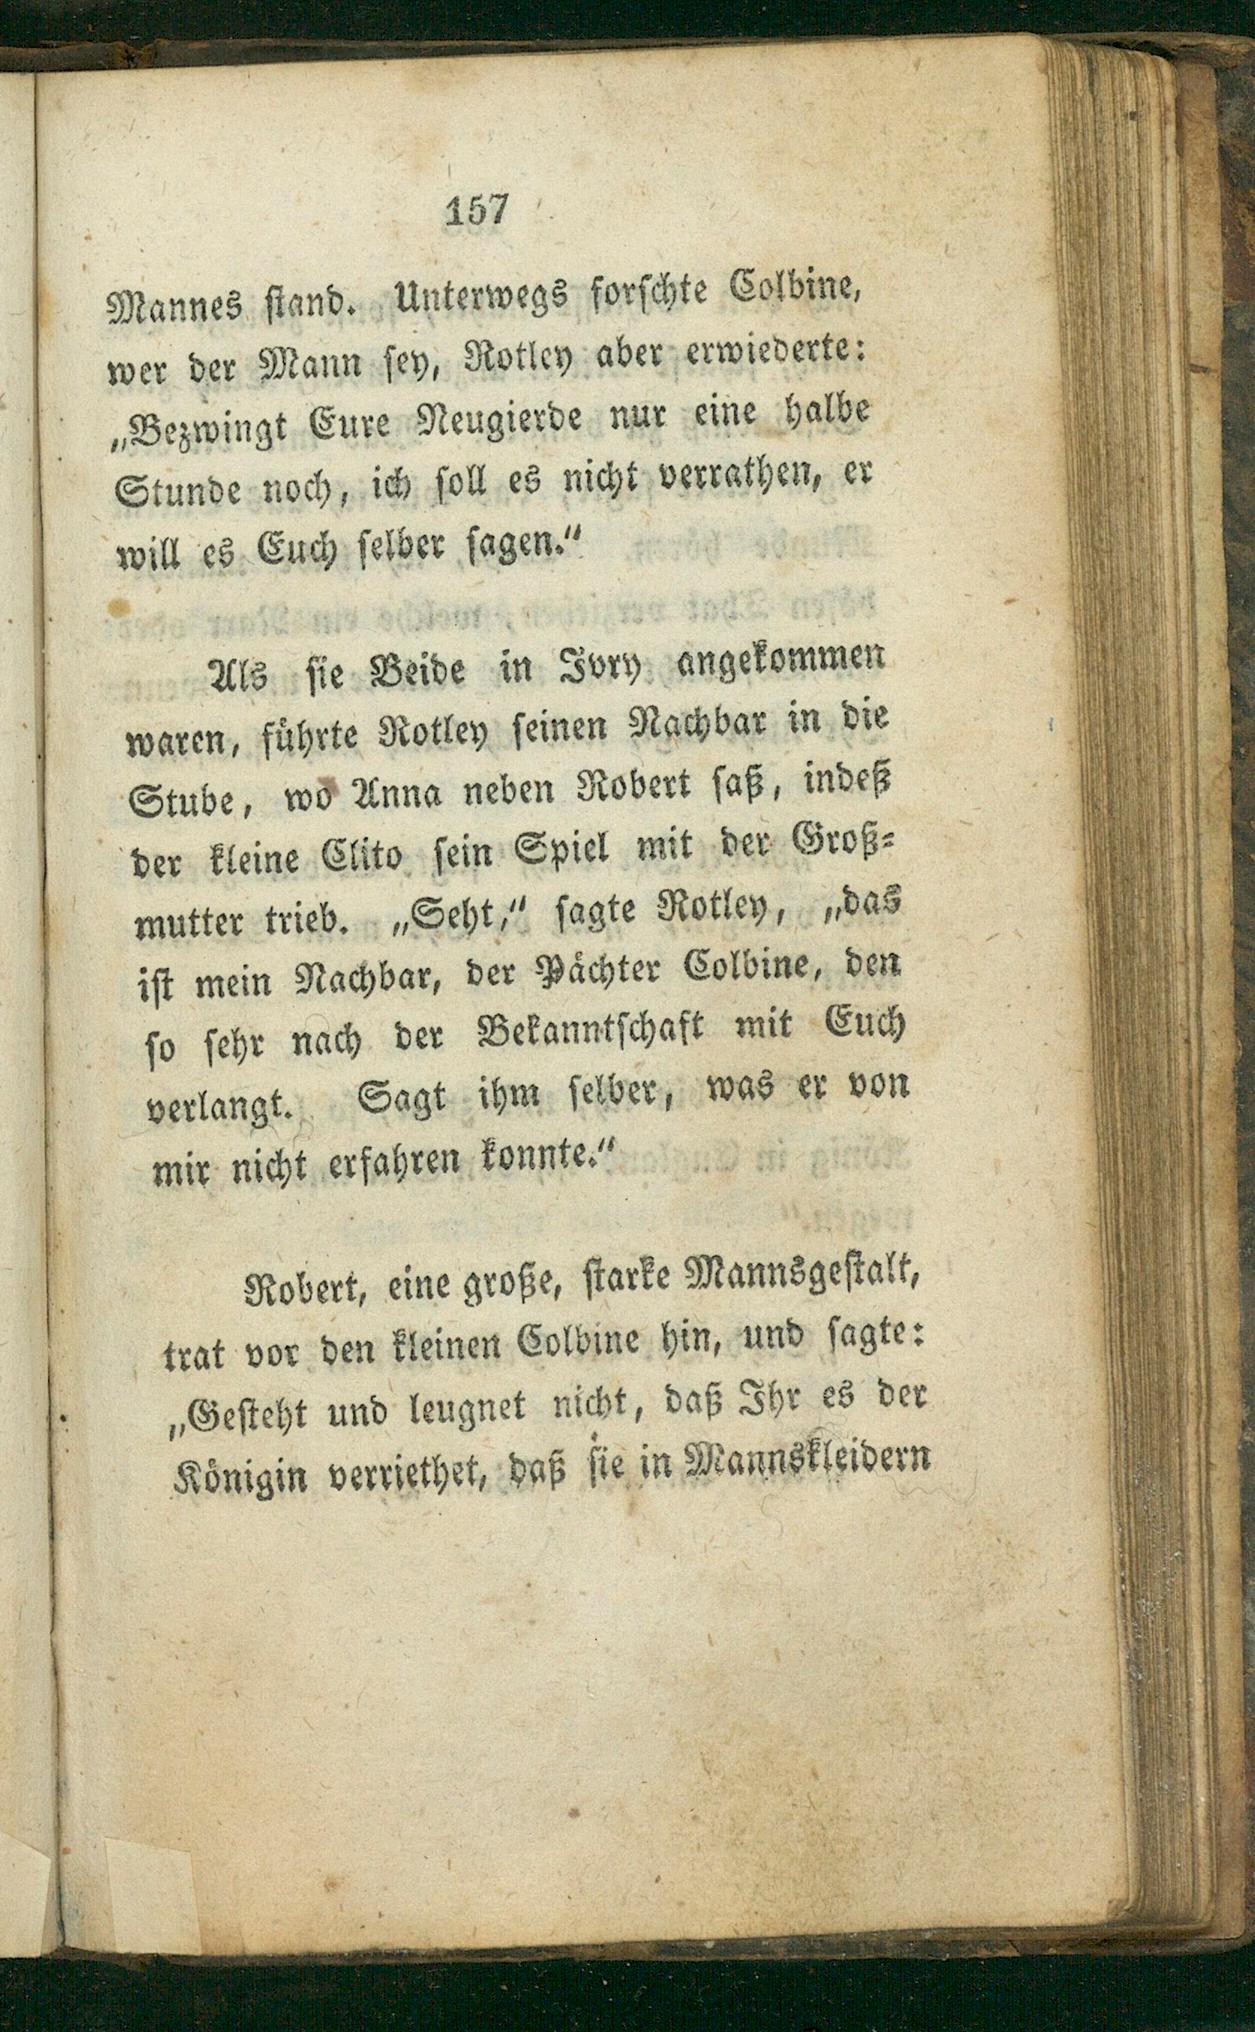 157
Mannes stand. Unterwegs forschte Colbine,
wer der Mann sey, Rotley aber erwiederte:
„Bezwingt Eure Neugierde nur eine halbe
Stunde noch, ich soll es nicht verrathen, er
will es Euch selber sagen.“
Als sie Beide in Ivry angekommen
waren, führte Rotley seinen Nachbar in die
Stube, wo Anna neben Robert saß, indeß
der kleine Clito sein Spiel mit der Groß-
mutter trieb. „Seht,“ sagte Rotley, „das
ist mein Nachbar, der Pächter Colbine, den
so sehr nach der Bekanntschaft mit Euch
verlangt. Sagt ihm selber, was er von
mir nicht erfahren konnte.“
Robert, eine große, starke Mannsgestalt,
trat vor den kleinen Colbine hin, und sagte:
„Gesteht und leugnet nicht, daß Ihr es der
Königin verriethet, daß sie in Mannskleidern